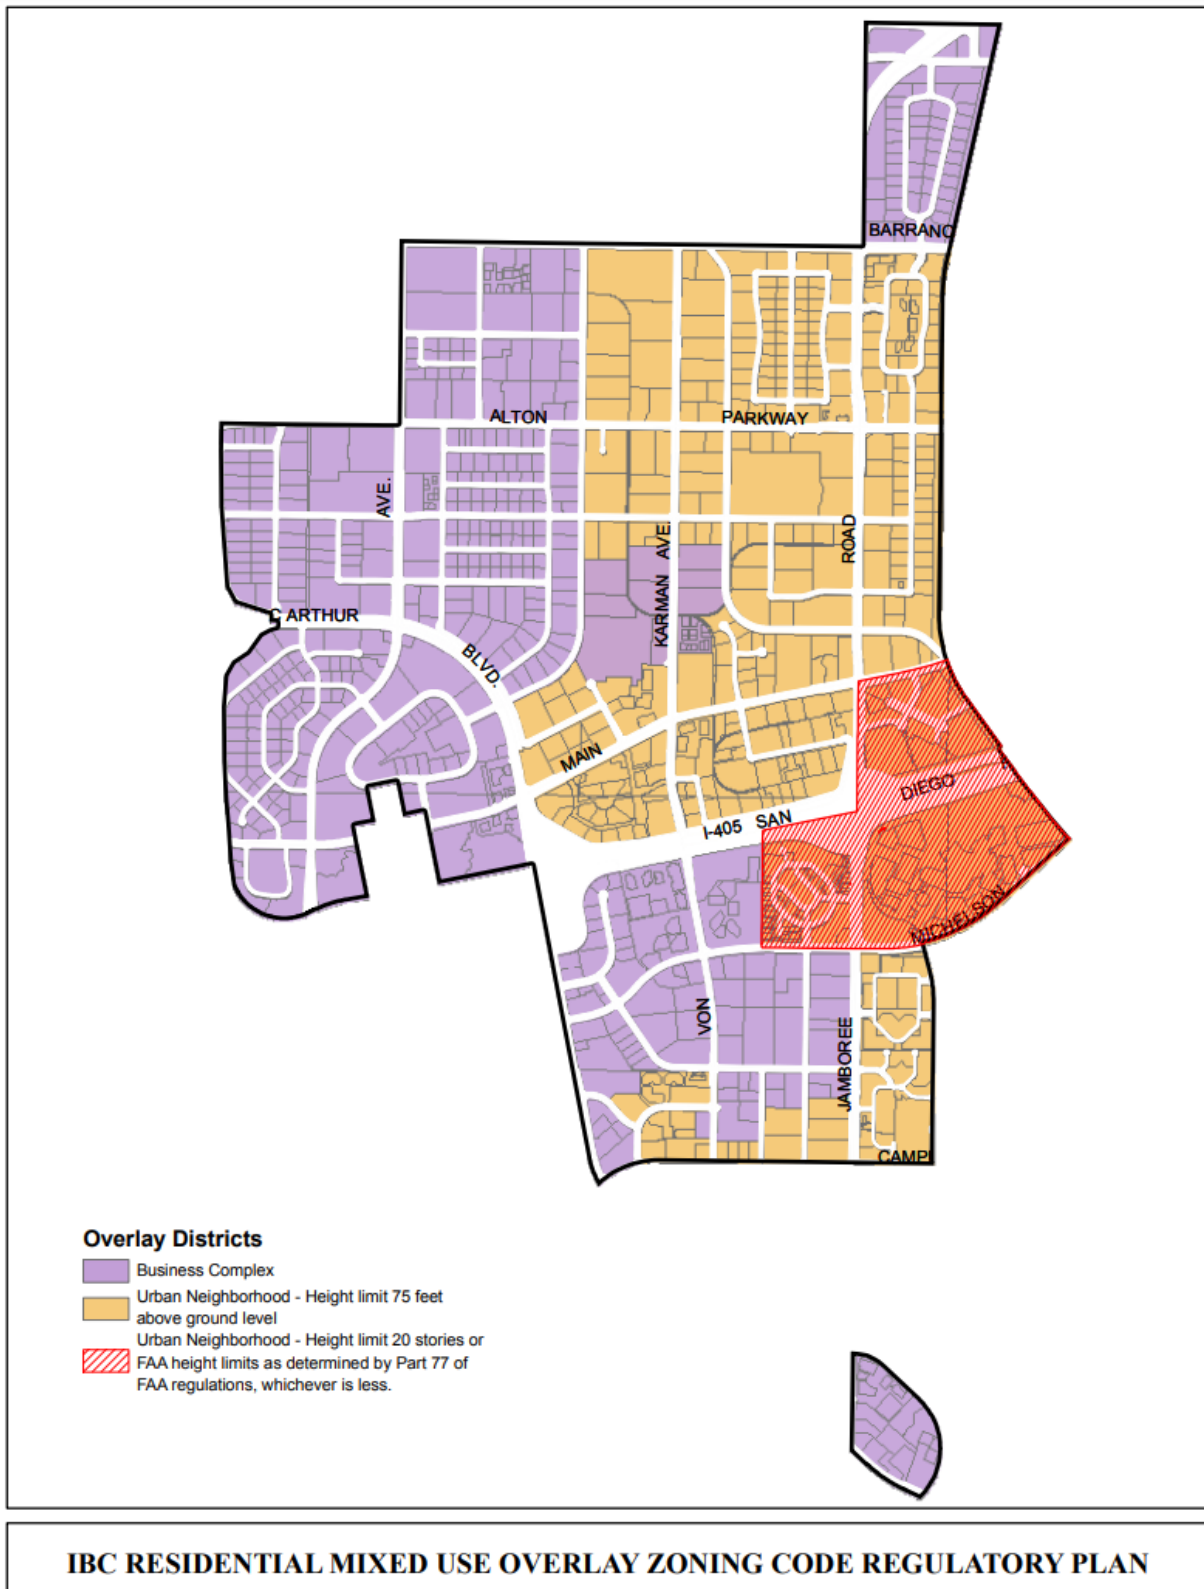 BARRANC
ALTON
PARKWAY
AVE.
KARMAN AVE.
ROAD
C ARTHUR
BLVD.
MAIN
I-405 SAN
DIEGO
MICHELSON
VON
JAMBOREE
CAMP
Overlay Districts
Business Complex
Urban Neighborhood - Height limit 75 feet
above ground level
Urban Neighborhood - Height limit 20 stories or
FAA height limits as determined by Part 77 of
FAA regulations, whichever is less.
IBC RESIDENTIAL MIXED USE OVERLAY ZONING CODE REGULATORY PLAN